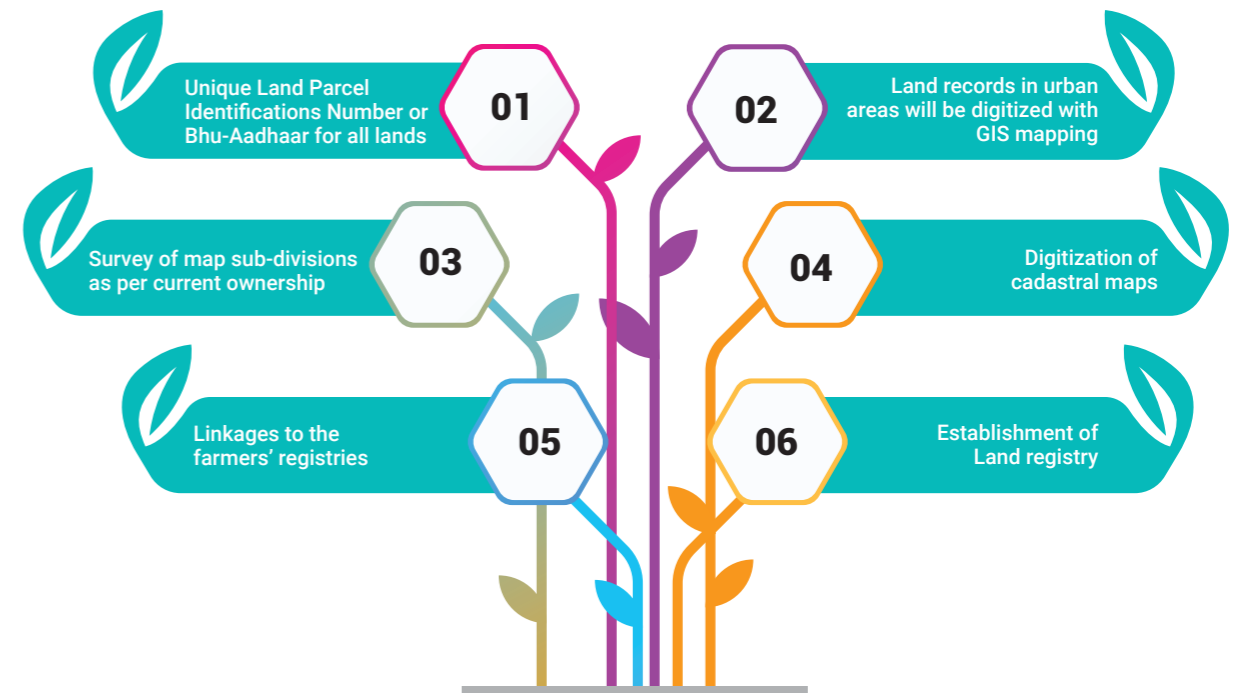 Unique Land Parcel
Identifications Number or
Bhu-Aadhaar for all lands
01
02
Land records in urban
areas will be digitized with
GIS mapping
Survey of map sub-divisions
as per current ownership
03
04
Digitization of
cadastral maps
Linkages to the
farmers’ registries
05
06
Establishment of
Land registry